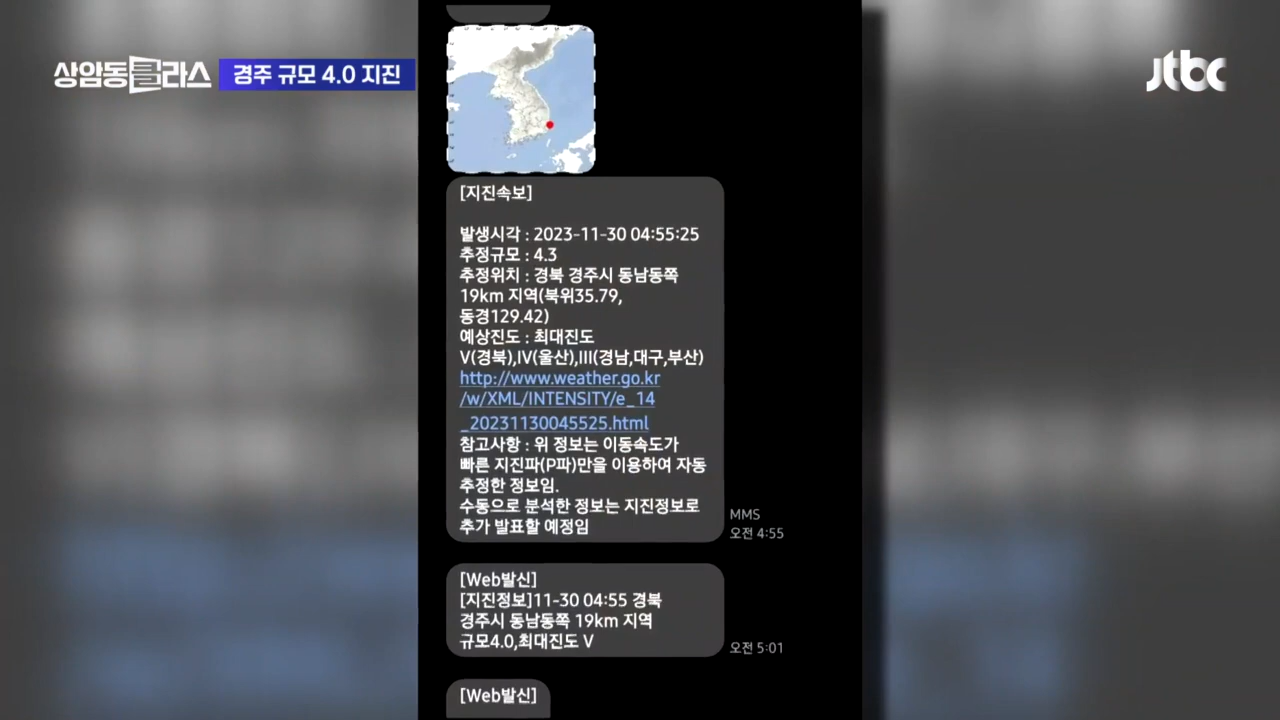 상암동클라스
경주 규모 4.0 지진
jtbc
[지진속보]
발생시각 : 2023-11-30 04:55:25
추정규모 : 4.3
추정위치 : 경북 경주시 동남동쪽
19km 지역(북위35.79,
동경129.42)
예상진도 : 최대진도
V(경북),IV(울산),III(경남,대구,부산)
http://www.weather.go.kr
/w/XML/INTENSITY/e_14
_20231130045525.html
참고사항 : 위 정보는 이동속도가
빠른 지진파(P파)만을 이용하여 자동
추정한 정보임.
수동으로 분석한 정보는 지진정보로
추가 발표할 예정임
MMS
오전 4:55
[Web발신]
[지진정보]11-30 04:55 경북
경주시 동남동쪽 19km 지역
규모4.0,최대진도 V
오전 5:01
[Web발신]